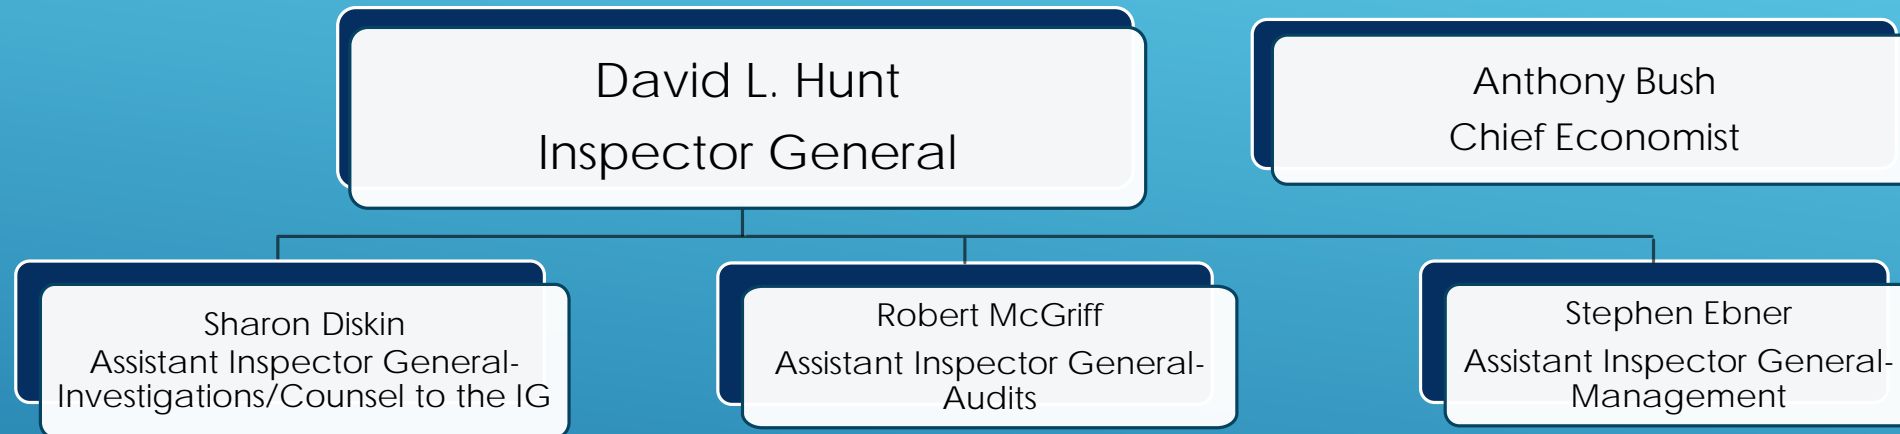 David L. Hunt
Inspector General
Anthony Bush
Chief Economist
Sharon Diskin
Assistant Inspector General-
Investigations/Counsel to the IG
Robert McGriff
Assistant Inspector General-
Audits
Stephen Ebner
Assistant Inspector General-
Management